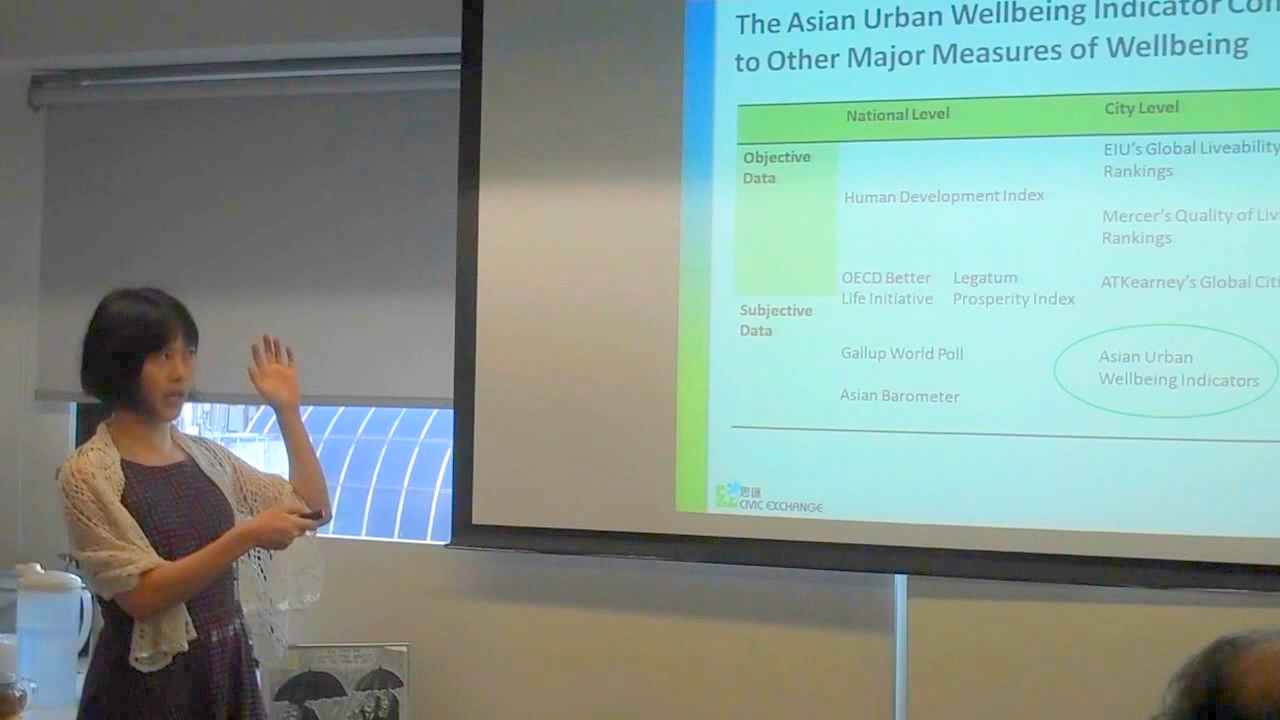 The Asian Urban Wellbeing Indicator Com
to Other Major Measures of Wellbeing
National Level
City Level
Objective
Data
Human Development Index
EIU's Global Liveability
Rankings
Mercer's Quality of Liv
Rankings
OECD Better
Life Initiative
Legatum
Prosperity Index
ATKearney's Global Citi
Subjective
Data
Gallup World Poll
Asian Barometer
Asian Urban
Wellbeing Indicators
思匯
CIVIC EXCHANGE